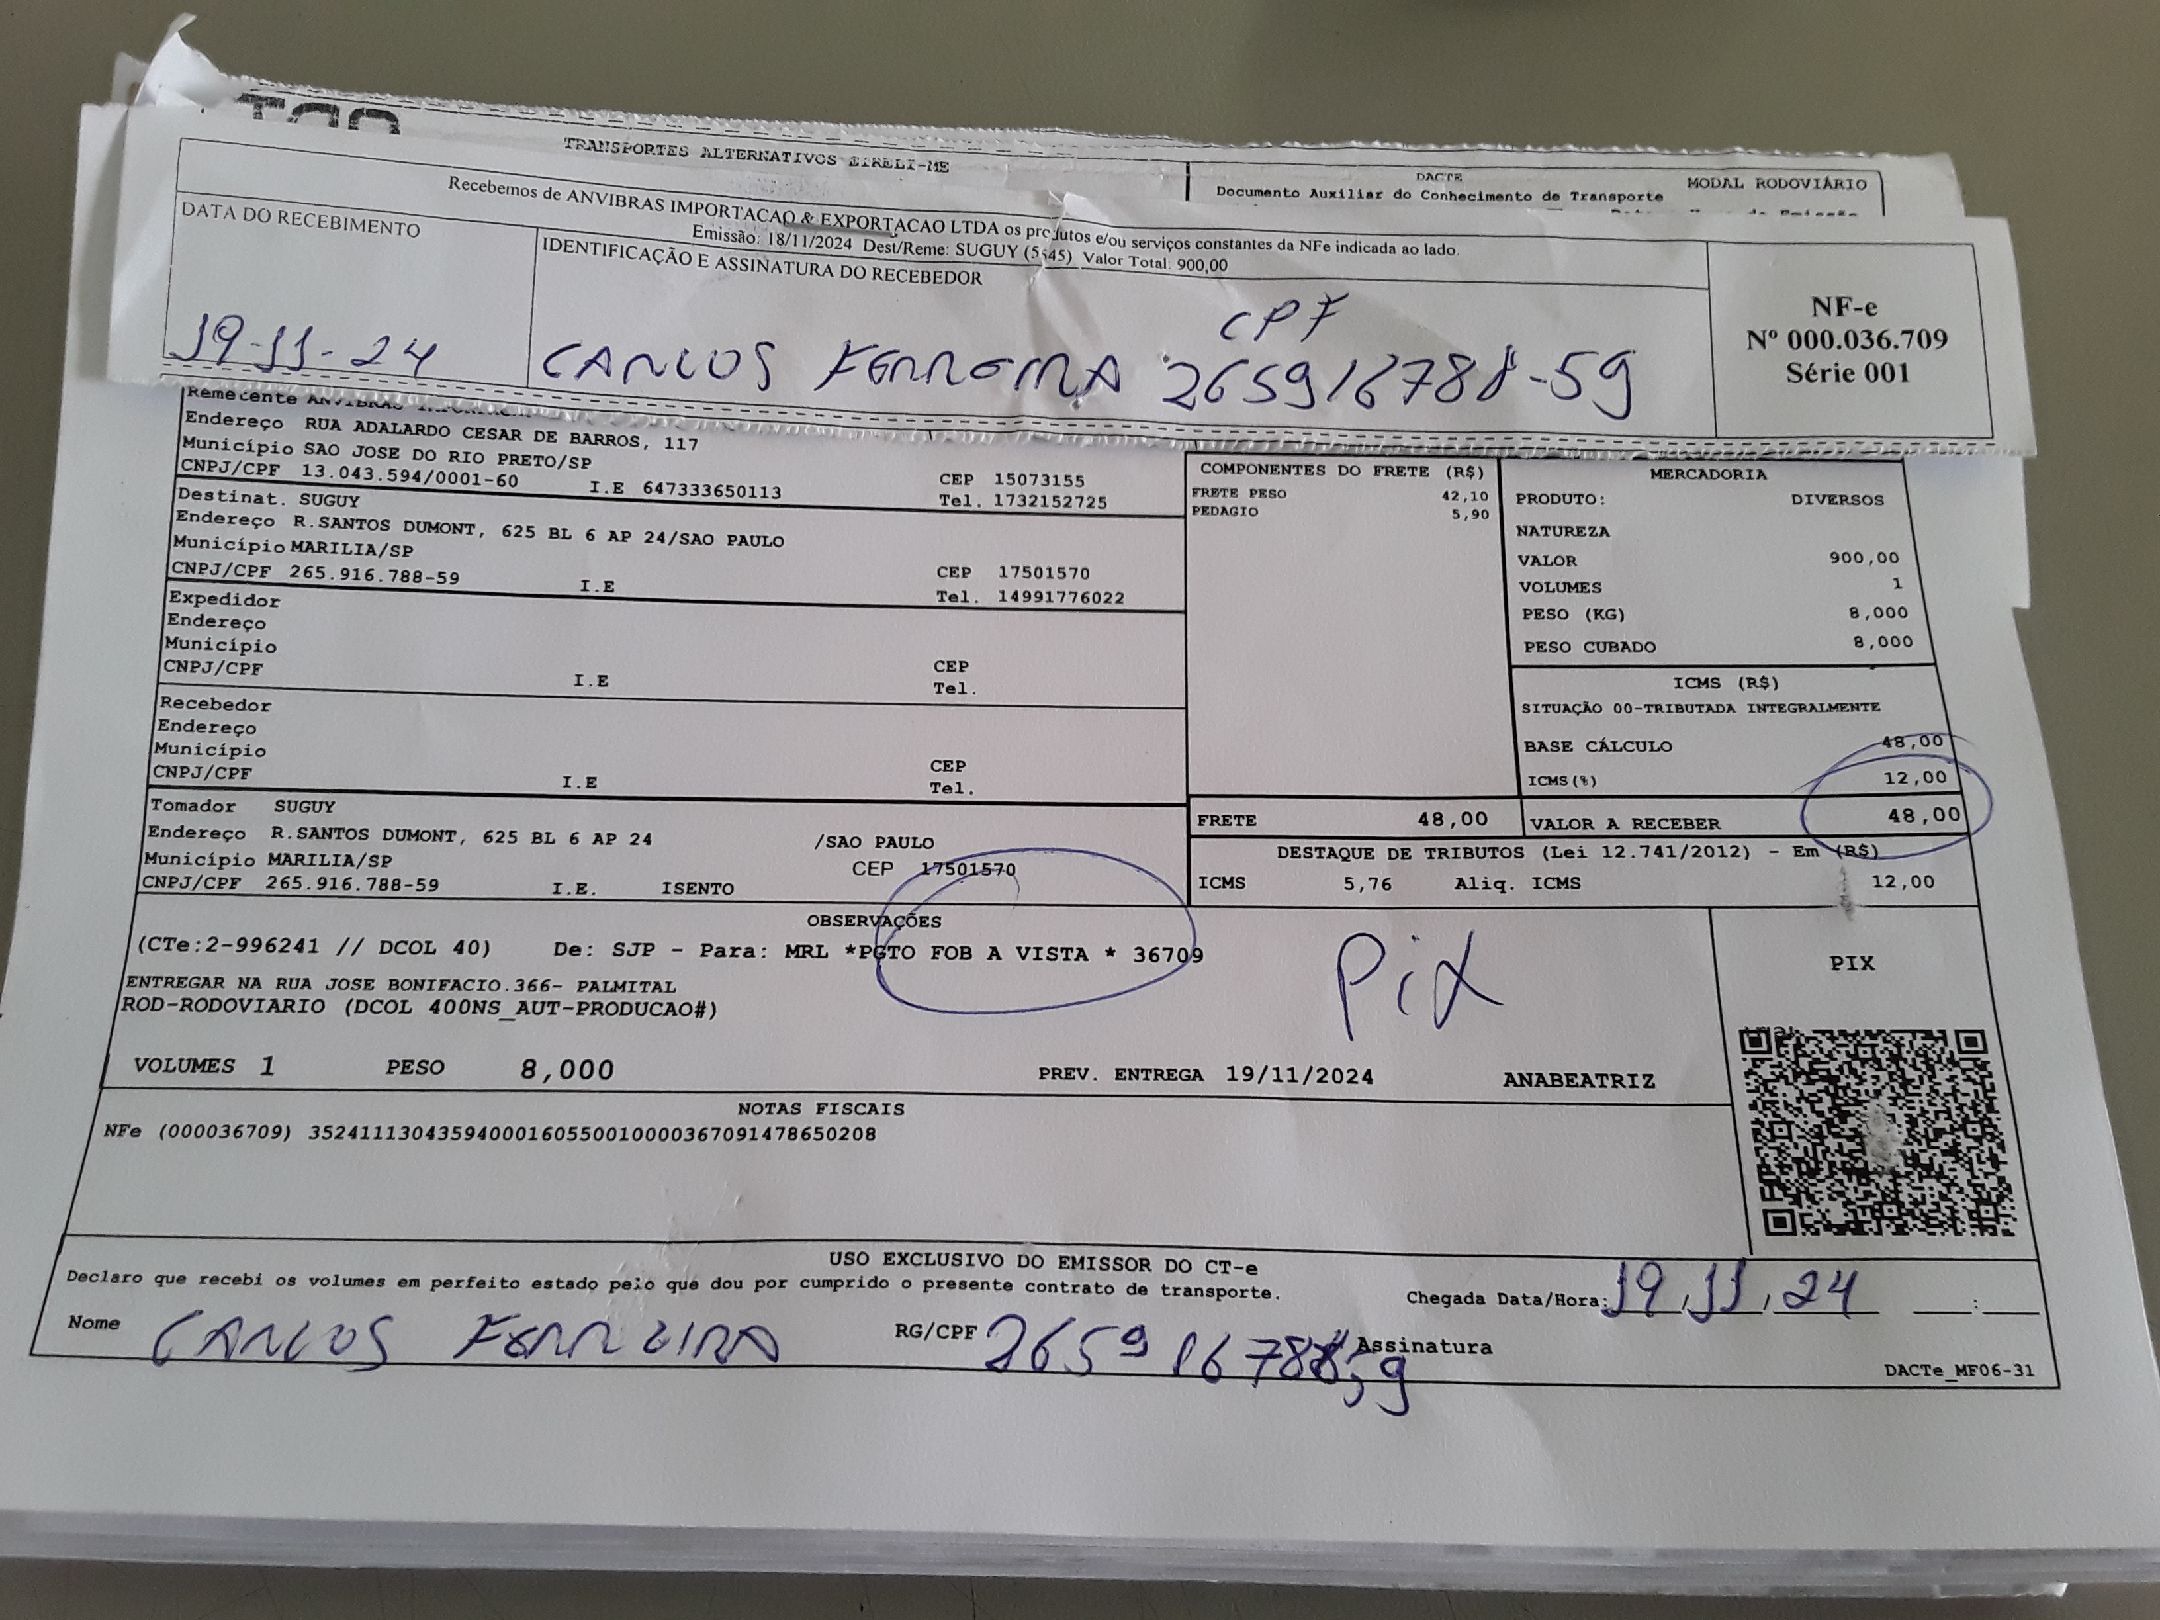 TRANSPORTES ALTERNATIVOS EIRELI-ME
DACTE
Documento Auxiliar do Conhecimento de Transporte
MODAL RODOVIÁRIO
Recebemos de ANVIBRAS IMPORTACAO & EXPORTACAO LTDA os produtos e/ou serviços constantes da NFe indicada ao lado.
Emissão: 18/11/2024 Dest/Reme: SUGUY (5545) Valor Total: 900,00
DATA DO RECEBIMENTO
IDENTIFICAÇÃO E ASSINATURA DO RECEBEDOR
19-11-24
CARLOS FERREIRA
CPF
265916788-59
NF-e
Nº 000.036.709
Série 001
Remetente ANVIBRAS
Endereço RUA ADALARDO CESAR DE BARROS, 117
Município SAO JOSE DO RIO PRETO/SP
CEP 15073155
CNPJ/CPF 13.043.594/0001-60 I.E 647333650113 Tel. 1732152725
Destinat. SUGUY
Endereço R.SANTOS DUMONT, 625 BL 6 AP 24/SAO PAULO
Município MARILIA/SP CEP 17501570
CNPJ/CPF 265.916.788-59 I.E Tel. 14991776022
Expedidor
Endereço
Município CEP
CNPJ/CPF I.E Tel.
Recebedor
Endereço
Município CEP
CNPJ/CPF I.E Tel.
Tomador SUGUY
Endereço R.SANTOS DUMONT, 625 BL 6 AP 24 /SAO PAULO
Município MARILIA/SP CEP 17501570
CNPJ/CPF 265.916.788-59 I.E. ISENTO
COMPONENTES DO FRETE (R$)
FRETE PESO 42,10
PEDAGIO 5,90
FRETE 48,00
MERCADORIA
PRODUTO: DIVERSOS
NATUREZA
VALOR 900,00
VOLUMES 1
PESO (KG) 8,000
PESO CUBADO 8,000
ICMS (R$)
SITUAÇÃO 00-TRIBUTADA INTEGRALMENTE
BASE CÁLCULO 48,00
ICMS(%) 12,00
VALOR A RECEBER 48,00
DESTAQUE DE TRIBUTOS (Lei 12.741/2012) - Em (R$)
ICMS 5,76 Aliq. ICMS 12,00
OBSERVAÇÕES
(CTe:2-996241 // DCOL 40) De: SJP - Para: MRL *PGTO FOB A VISTA * 36709
ENTREGAR NA RUA JOSE BONIFACIO.366- PALMITAL
ROD-RODOVIARIO (DCOL 400NS_AUT-PRODUCAO#)
Pix
PIX
VOLUMES 1 PESO 8,000 PREV. ENTREGA 19/11/2024 ANABEATRIZ
NOTAS FISCAIS
NFe (000036709) 35241113043594000160550010000367091478650208
USO EXCLUSIVO DO EMISSOR DO CT-e
Declaro que recebi os volumes em perfeito estado pelo que dou por cumprido o presente contrato de transporte.
Chegada Data/Hora: 19.11.24 __:__
Nome CARLOS FERREIRA RG/CPF 265916788,59 Assinatura
DACTe_MF06-31